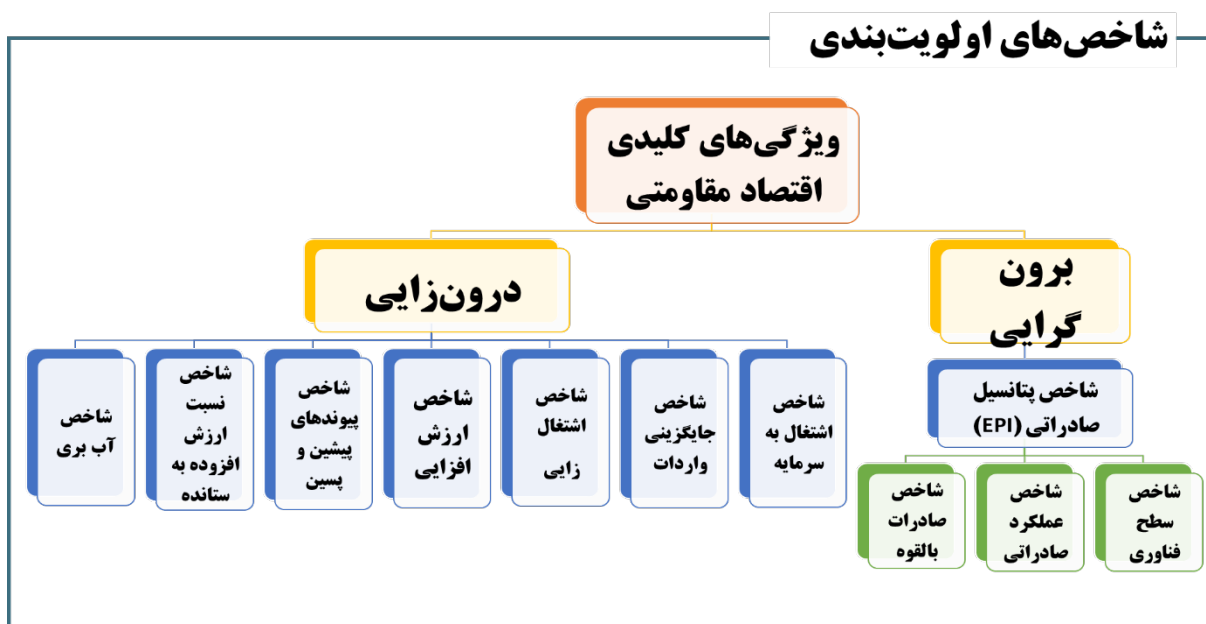 شاخص‌های اولویت‌بندی
ویژگی‌های کلیدی
اقتصاد مقاومتی
برون
گرایی
درون‌زایی
شاخص پتانسیل
صادراتی (EPI)
شاخص
سطح
فناوری
شاخص
عملکرد
صادراتی
شاخص
صادرات
بالقوه
شاخص
اشتغال به
سرمایه
شاخص
جایگزینی
واردات
شاخص
اشتغال
زایی
شاخص
ارزش
افزایی
شاخص
پیوندهای
پیشین و
پسین
شاخص
نسبت
ارزش
افزوده به
ستانده
شاخص
آب بری